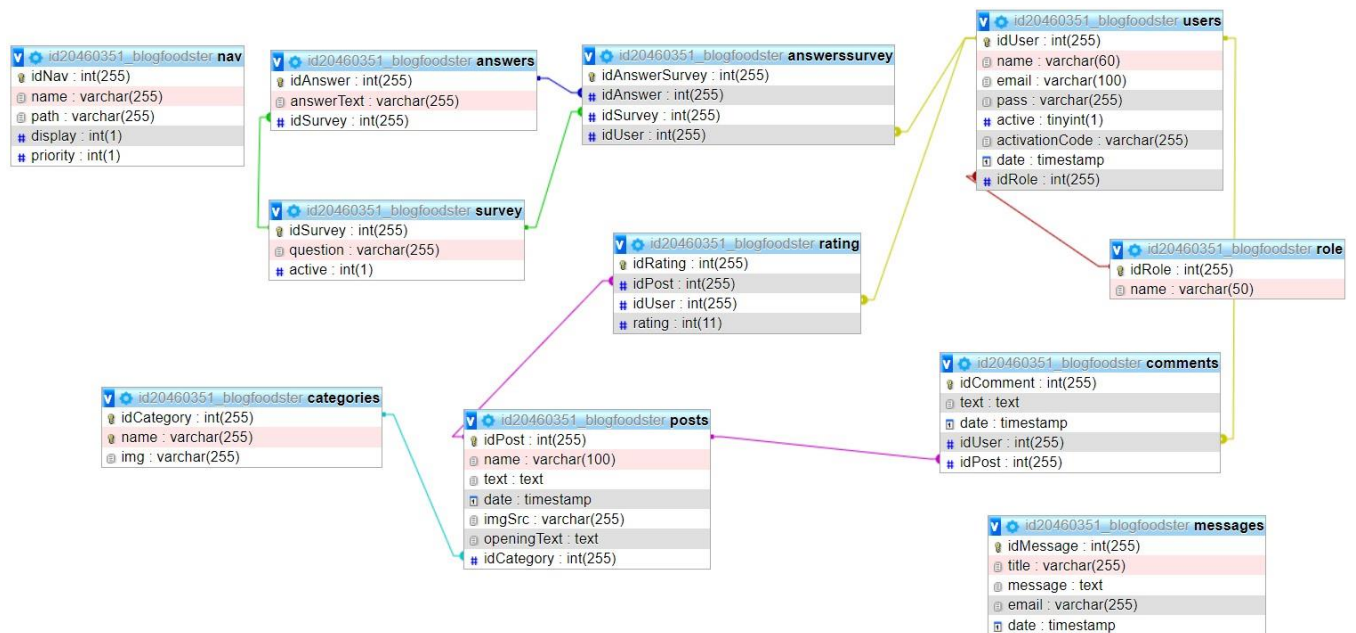 id20460351_blogfoodster nav
idNav : int(255)
name : varchar(255)
path : varchar(255)
display : int(1)
priority : int(1)
id20460351_blogfoodster answers
idAnswer : int(255)
answerText : varchar(255)
idSurvey : int(255)
id20460351_blogfoodster answerssurvey
idAnswerSurvey : int(255)
idAnswer : int(255)
idSurvey : int(255)
idUser : int(255)
id20460351_blogfoodster users
idUser : int(255)
name : varchar(60)
email : varchar(100)
pass : varchar(255)
active : tinyint(1)
activationCode : varchar(255)
date : timestamp
idRole : int(255)
id20460351_blogfoodster survey
idSurvey : int(255)
question : varchar(255)
active : int(1)
id20460351_blogfoodster rating
idRating : int(255)
idPost : int(255)
idUser : int(255)
rating : int(11)
id20460351_blogfoodster role
idRole : int(255)
name : varchar(50)
id20460351_blogfoodster categories
idCategory : int(255)
name : varchar(255)
img : varchar(255)
id20460351_blogfoodster posts
idPost : int(255)
name : varchar(100)
text : text
date : timestamp
imgSrc : varchar(255)
openingText : text
idCategory : int(255)
id20460351_blogfoodster comments
idComment : int(255)
text : text
date : timestamp
idUser : int(255)
idPost : int(255)
id20460351_blogfoodster messages
idMessage : int(255)
title : varchar(255)
message : text
email : varchar(255)
date : timestamp